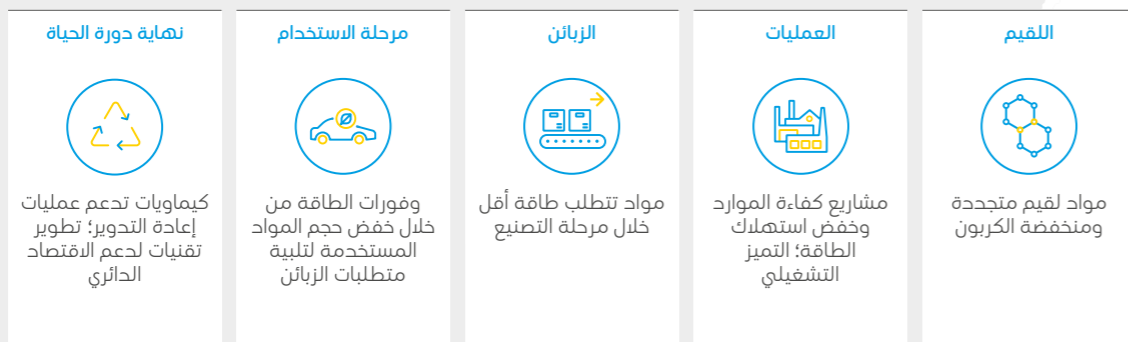 اللقيم
مواد لقيم متجددة
ومنخفضة الكربون
العمليات
مشاريع كفاءة الموارد
وخفض استهلاك
الطاقة؛ التميز
التشغيلي
الزبائن
مواد تتطلب طاقة أقل
خلال مرحلة التصنيع
مرحلة الاستخدام
وفورات الطاقة من
خلال خفض حجم المواد
المستخدمة لتلبية
متطلبات الزبائن
نهاية دورة الحياة
كيماويات تدعم عمليات
إعادة التدوير؛ تطوير
تقنيات لدعم الاقتصاد
الدائري